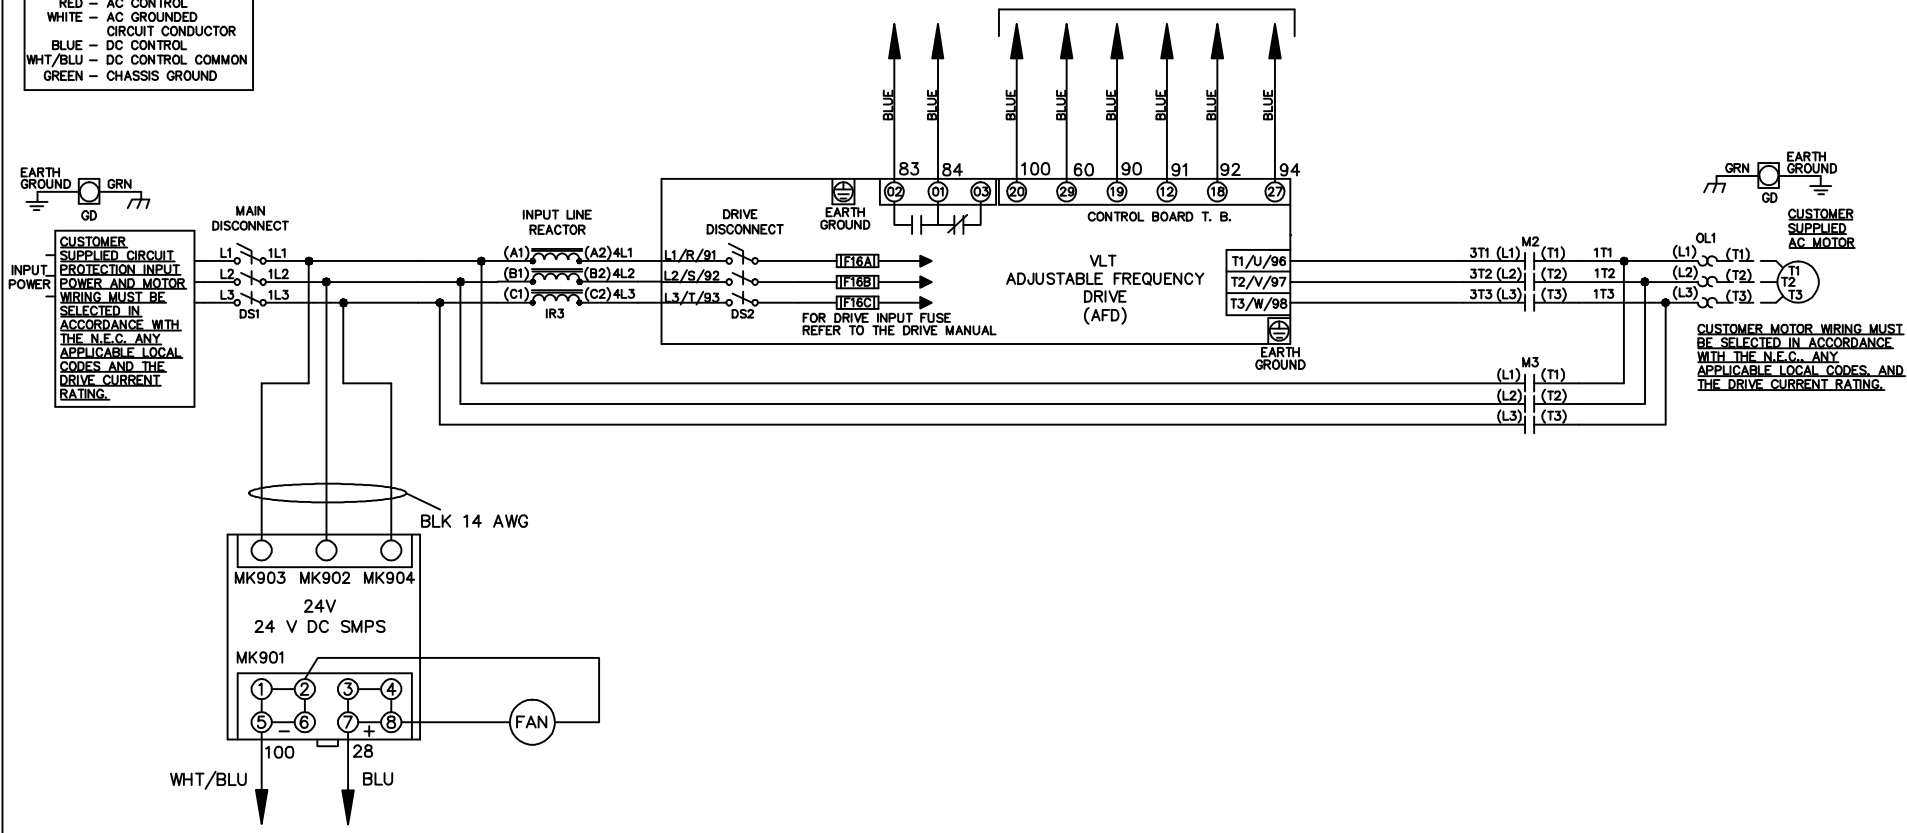 RED – AC CONTROL
WHITE – AC GROUNDED
CIRCUIT CONDUCTOR
BLUE – DC CONTROL
WHT/BLU – DC CONTROL COMMON
GREEN – CHASSIS GROUND
BLUE
BLUE
BLUE
BLUE
BLUE
BLUE
BLUE
BLUE
83
84
100
60
90
91
92
94
02
01
03
20
29
19
12
18
27
CONTROL BOARD T. B.
EARTH
GROUND
GRN
GD
EARTH
GROUND
INPUT
POWER
CUSTOMER
SUPPLIED CIRCUIT
PROTECTION INPUT
POWER AND MOTOR
WIRING MUST BE
SELECTED IN
ACCORDANCE WITH
THE N.E.C. ANY
APPLICABLE LOCAL
CODES AND THE
DRIVE CURRENT
RATING.
MAIN
DISCONNECT
L1 1L1
L2 1L2
L3 1L3
DS1
INPUT LINE
REACTOR
(A1) (A2) 4L1
(B1) (B2) 4L2
(C1) (C2) 4L3
IR3
DRIVE
DISCONNECT
L1/R/91
L2/S/92
L3/T/93
DS2
IF16A
IF16B
IF16C
FOR DRIVE INPUT FUSE
REFER TO THE DRIVE MANUAL
VLT
ADJUSTABLE FREQUENCY
DRIVE
(AFD)
T1/U/96
T2/V/97
T3/W/98
EARTH
GROUND
M2
3T1 (L1) (T1) 1T1
3T2 (L2) (T2) 1T2
3T3 (L3) (T3) 1T3
M3
(L1) (T1)
(L2) (T2)
(L3) (T3)
OL1
(L1) (T1)
(L2) (T2)
(L3) (T3)
T1
T2
T3
GRN
GD
EARTH
GROUND
CUSTOMER
SUPPLIED
AC MOTOR
CUSTOMER MOTOR WIRING MUST
BE SELECTED IN ACCORDANCE
WITH THE N.E.C., ANY
APPLICABLE LOCAL CODES, AND
THE DRIVE CURRENT RATING.
BLK 14 AWG
MK903 MK902 MK904
24V
24 V DC SMPS
MK901
1 2 3 4
5 6 7 8
– +
FAN
100
28
WHT/BLU
BLU